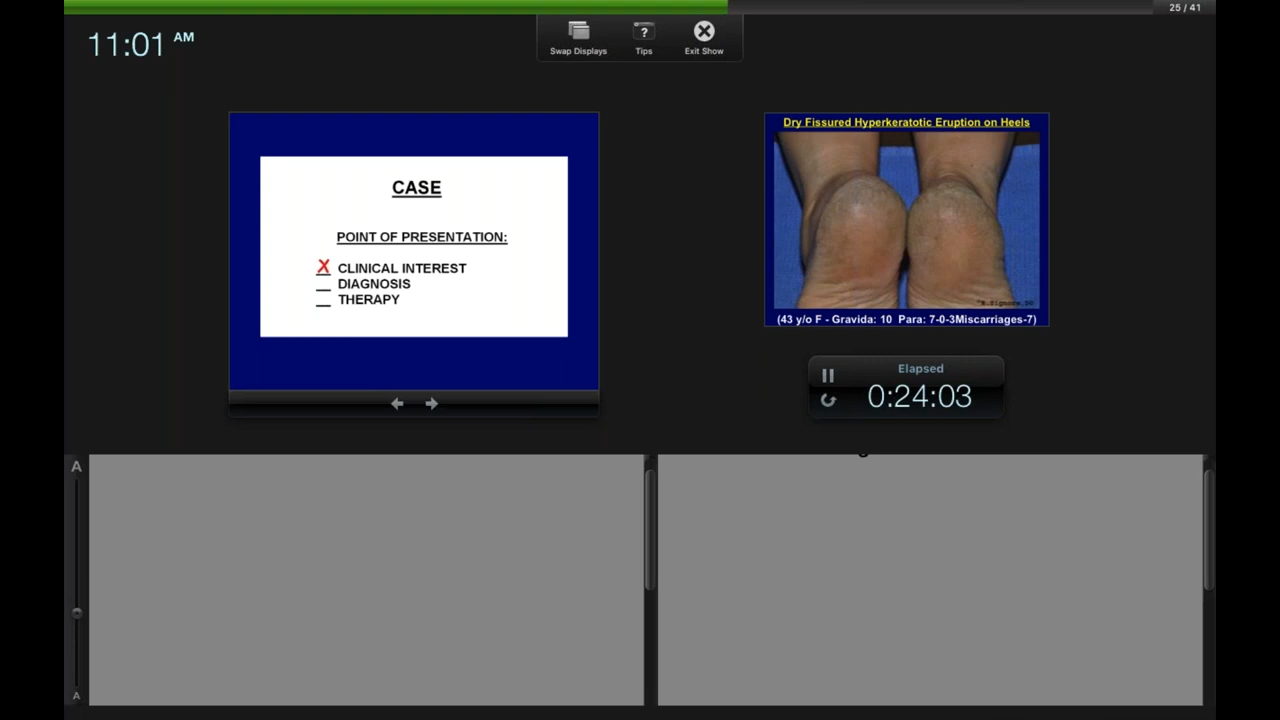 25 / 41
11:01 AM
Swap Displays
Tips
Exit Show
CASE
POINT OF PRESENTATION:
X CLINICAL INTEREST
__ DIAGNOSIS
__ THERAPY
Dry Fissured Hyperkeratotic Eruption on Heels
(43 y/o F - Gravida: 10 Para: 7-0-3Miscarriages-7)
Elapsed
0:24:03
A
A